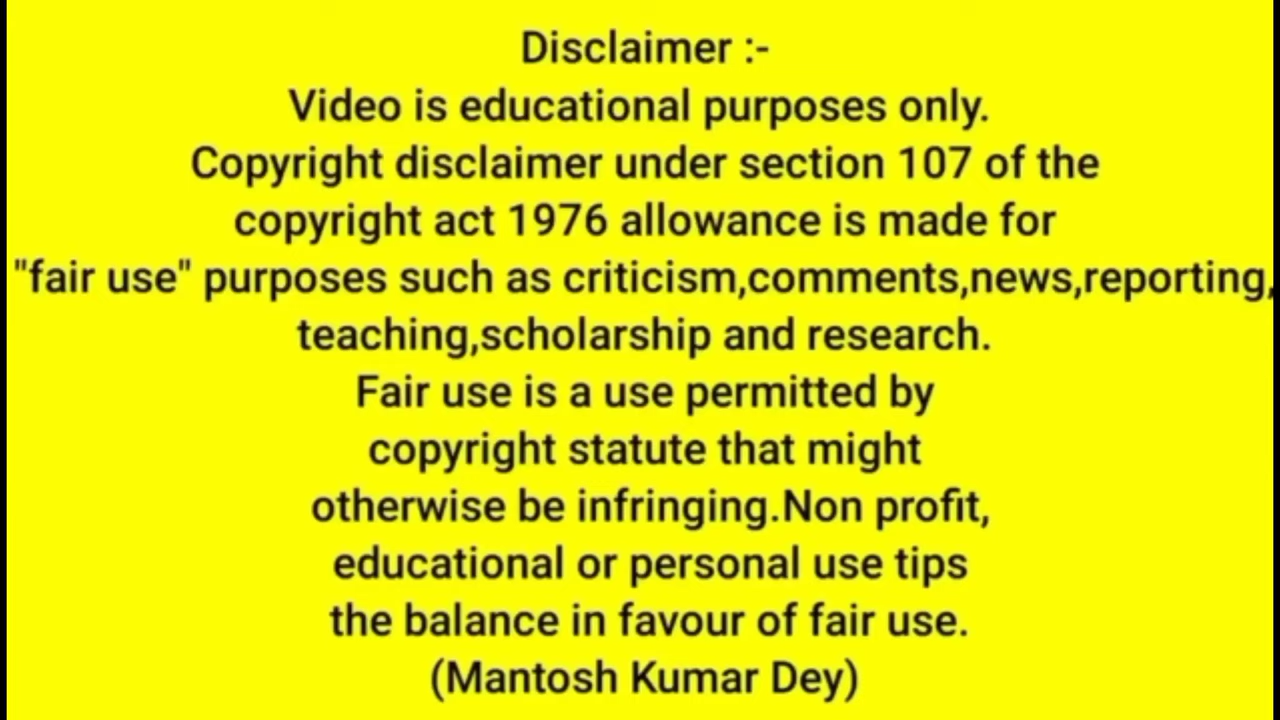 Disclaimer :-
Video is educational purposes only.
Copyright disclaimer under section 107 of the
copyright act 1976 allowance is made for
"fair use" purposes such as criticism,comments,news,reporting,
teaching,scholarship and research.
Fair use is a use permitted by
copyright statute that might
otherwise be infringing.Non profit,
educational or personal use tips
the balance in favour of fair use.
(Mantosh Kumar Dey)